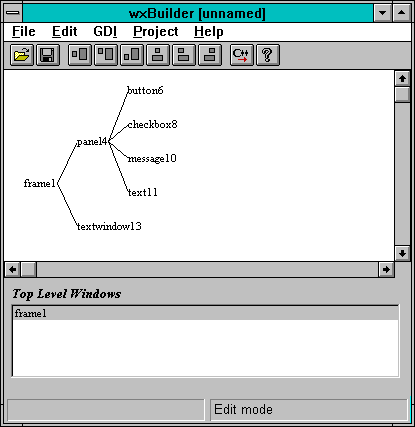 wxBuilder [unnamed]
File Edit GDI Project Help
C++ ?
button6
checkbox8
panel4
message10
frame1
text11
textwindow13
Top Level Windows
frame1
Edit mode